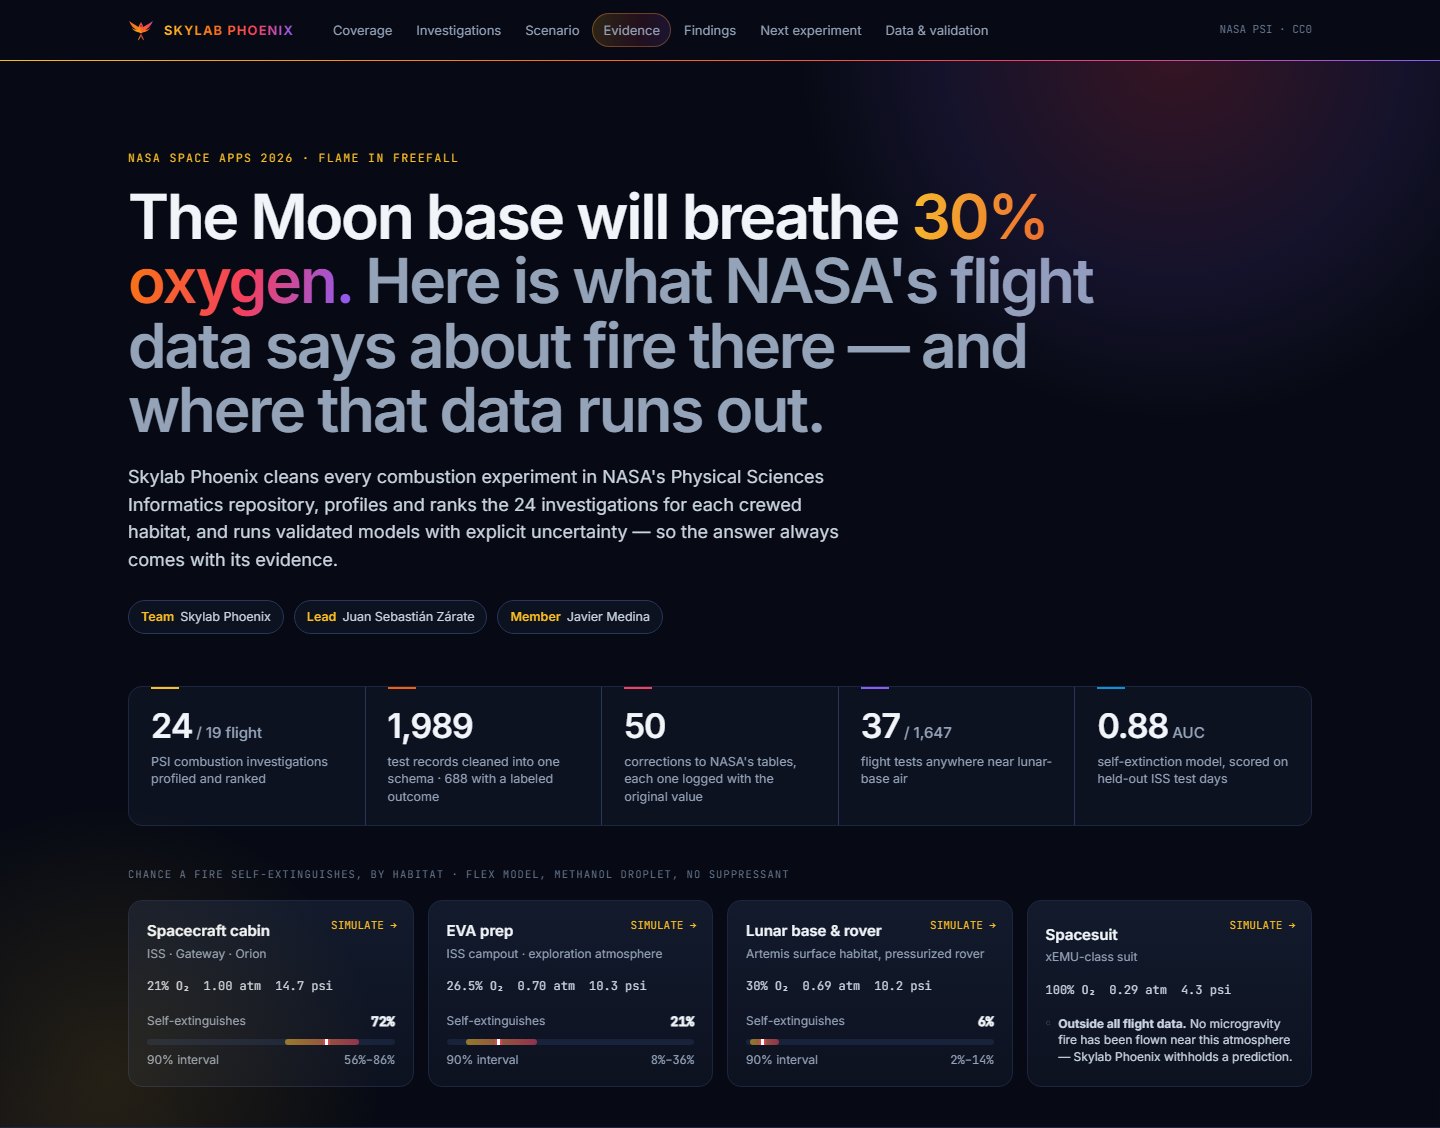 SKYLAB PHOENIX
Coverage
Investigations
Scenario
Evidence
Findings
Next experiment
Data & validation
NASA PSI · CC0
NASA SPACE APPS 2026 · FLAME IN FREEFALL
The Moon base will breathe 30%
oxygen. Here is what NASA's flight
data says about fire there — and
where that data runs out.
Skylab Phoenix cleans every combustion experiment in NASA's Physical Sciences
Informatics repository, profiles and ranks the 24 investigations for each crewed
habitat, and runs validated models with explicit uncertainty — so the answer always
comes with its evidence.
Team Skylab Phoenix
Lead Juan Sebastián Zárate
Member Javier Medina
24 / 19 flight
PSI combustion investigations
profiled and ranked
1,989
test records cleaned into one
schema · 688 with a labeled
outcome
50
corrections to NASA's tables,
each one logged with the
original value
37 / 1,647
flight tests anywhere near lunar-
base air
0.88 AUC
self-extinction model, scored on
held-out ISS test days
CHANCE A FIRE SELF-EXTINGUISHES, BY HABITAT · FLEX MODEL, METHANOL DROPLET, NO SUPPRESSANT
Spacecraft cabin
SIMULATE →
ISS · Gateway · Orion
21% O₂ 1.00 atm 14.7 psi
Self-extinguishes 72%
90% interval 56%–86%
EVA prep
SIMULATE →
ISS campout · exploration atmosphere
26.5% O₂ 0.70 atm 10.3 psi
Self-extinguishes 21%
90% interval 8%–36%
Lunar base & rover
SIMULATE →
Artemis surface habitat, pressurized rover
30% O₂ 0.69 atm 10.2 psi
Self-extinguishes 6%
90% interval 2%–14%
Spacesuit
SIMULATE →
xEMU-class suit
100% O₂ 0.29 atm 4.3 psi
Outside all flight data. No microgravity
fire has been flown near this atmosphere
— Skylab Phoenix withholds a prediction.